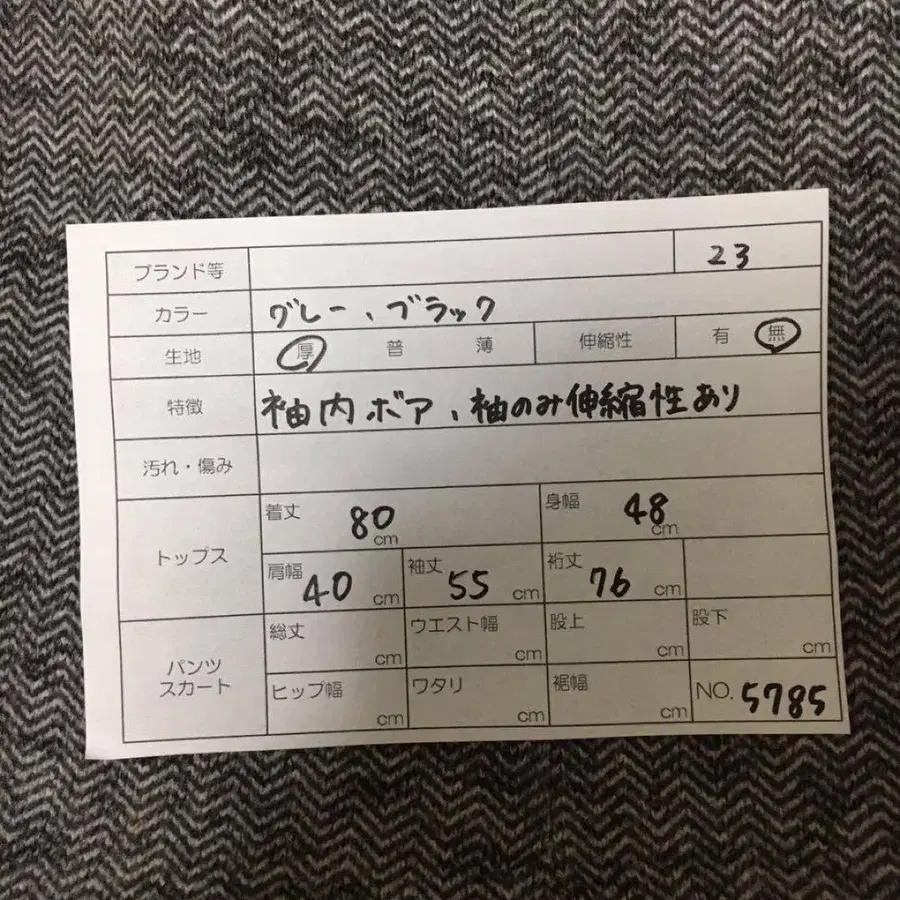 ブランド等 23
カラー グレー、ブラック
生地 厚 普 薄 伸縮性 有 無
特徴 袖内ボア、袖のみ伸縮性あり
汚れ・傷み
トップス
着丈 80 cm 身幅 48 cm
肩幅 40 cm 袖丈 55 cm 裄丈 76 cm
パンツ
スカート
総丈 cm ウエスト幅 cm 股上 cm 股下 cm
ヒップ幅 cm ワタリ cm 裾幅 cm NO. 5785